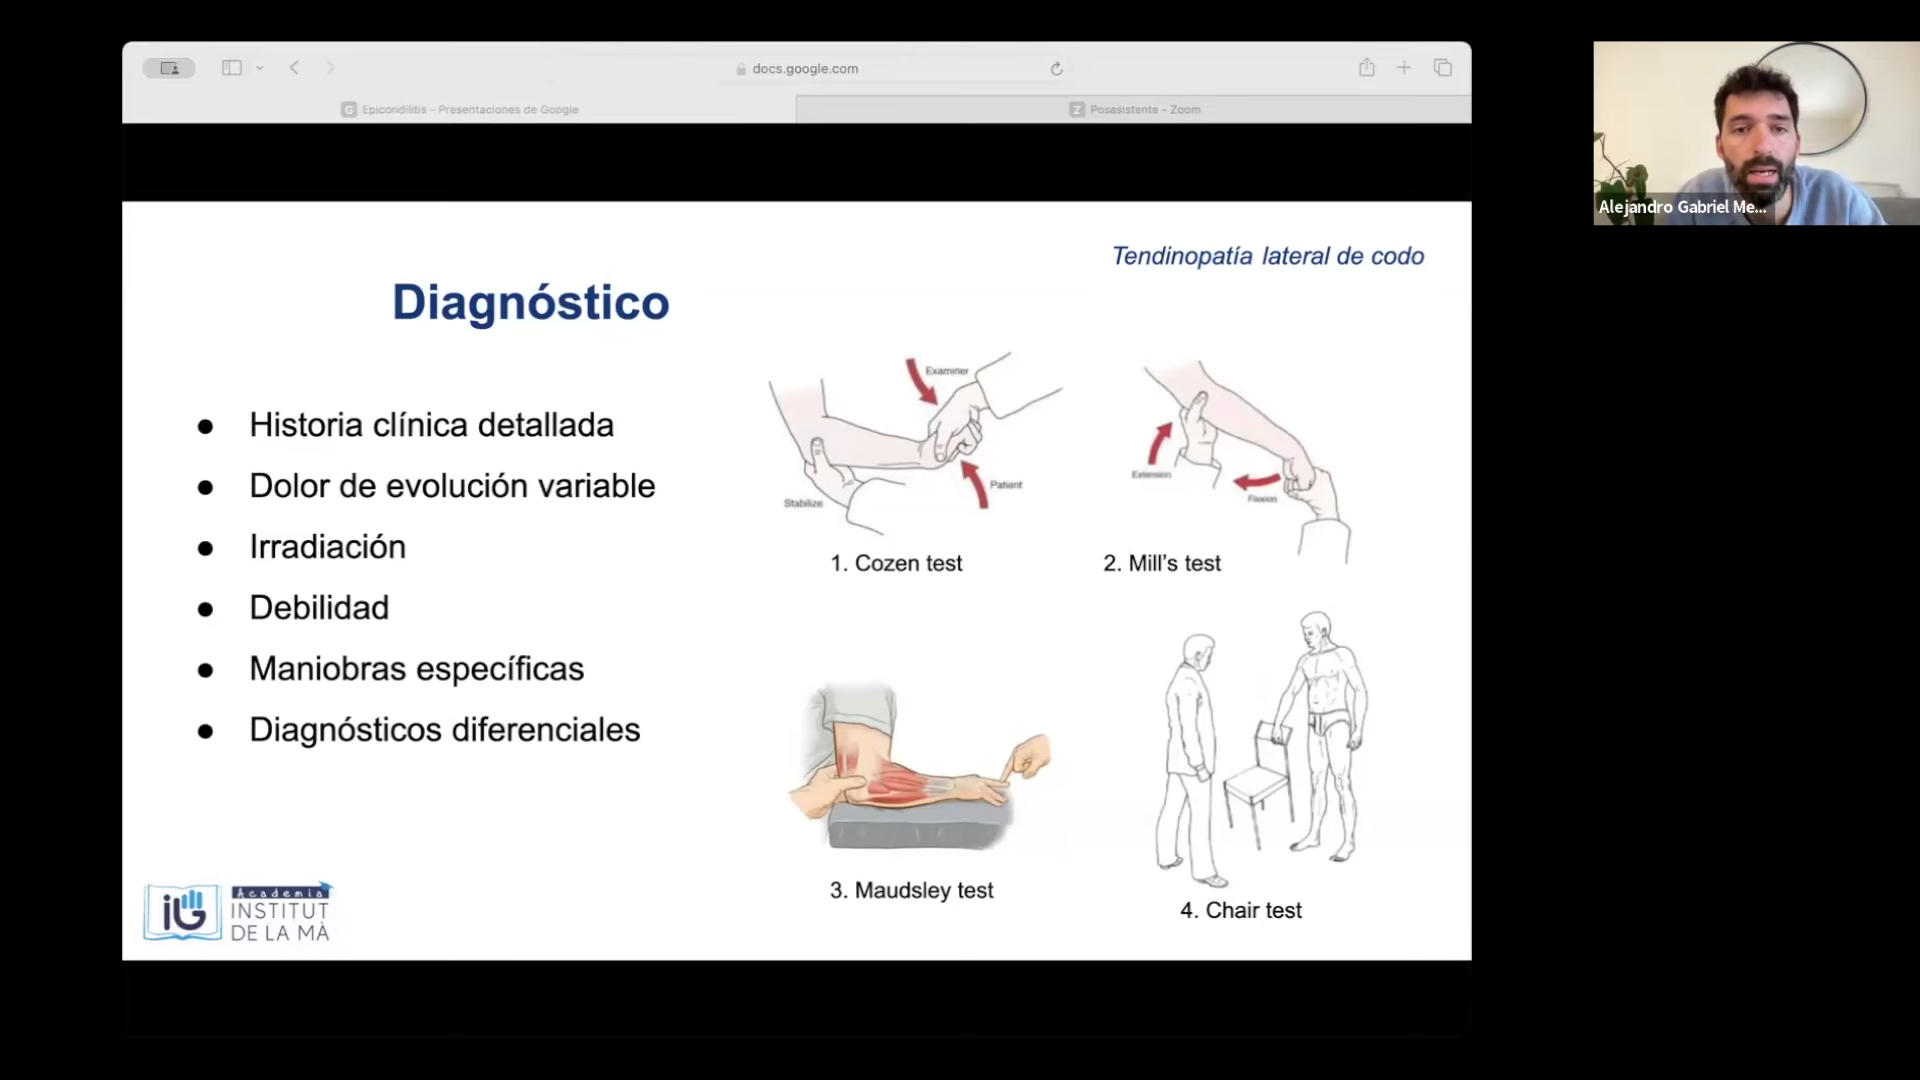 docs.google.com
Epicondilitis – Presentaciones de Google
Posasistente - Zoom
Alejandro Gabriel Me...
Tendinopatía lateral de codo
Diagnóstico
● Historia clínica detallada
● Dolor de evolución variable
● Irradiación
● Debilidad
● Maniobras específicas
● Diagnósticos diferenciales
Examiner
Patient
Stabilize
1. Cozen test
Extension
Flexion
2. Mill's test
3. Maudsley test
4. Chair test
Academia
INSTITUT
DE LA MÀ